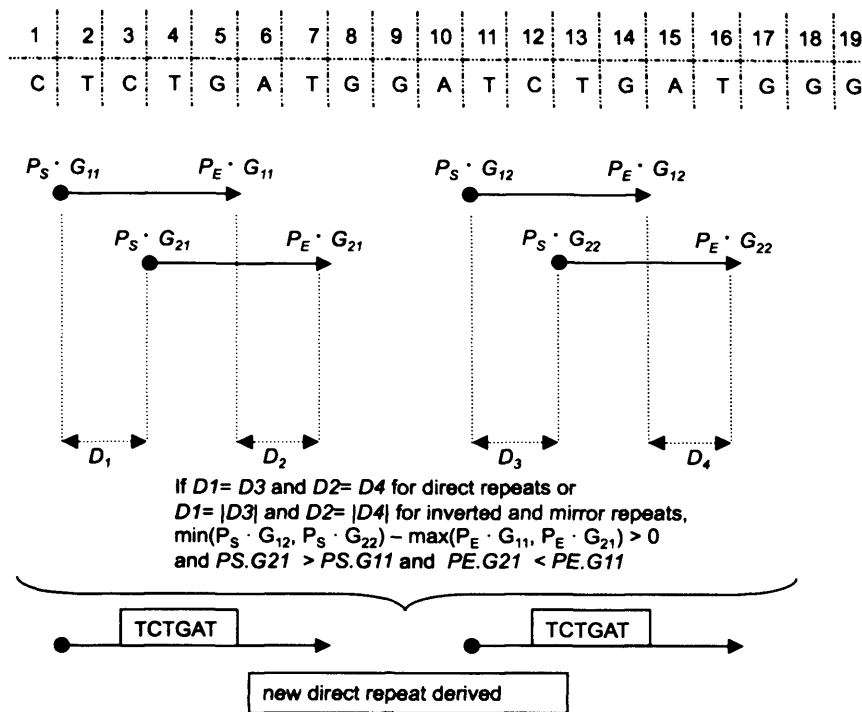 1 2 3 4 5 6 7 8 9 10 11 12 13 14 15 16 17 18 19
C T C T G A T G G A T C T G A T G G G
P_S · G_11 P_E · G_11 P_S · G_12 P_E · G_12
P_S · G_21 P_E · G_21 P_S · G_22 P_E · G_22
D_1 D_2 D_3 D_4
If D1= D3 and D2= D4 for direct repeats or
D1= |D3| and D2= |D4| for inverted and mirror repeats,
min(P_S · G_12, P_S · G_22) – max(P_E · G_11, P_E · G_21) > 0
and PS.G21 > PS.G11 and PE.G21 < PE.G11
TCTGAT TCTGAT
new direct repeat derived